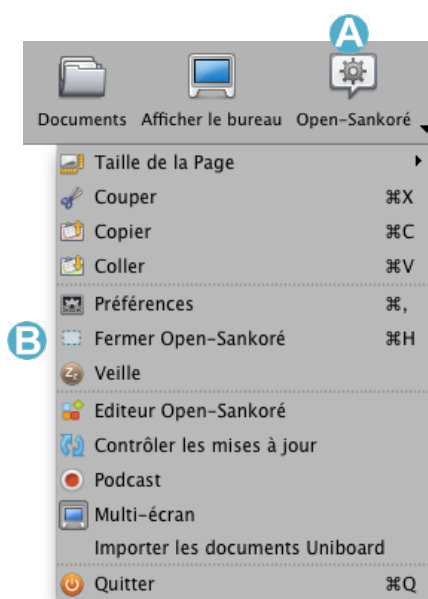 A
Documents Afficher le bureau Open-Sankoré
Taille de la Page
Couper ⌘X
Copier ⌘C
Coller ⌘V
Préférences ⌘,
B
Fermer Open-Sankoré ⌘H
Zz Veille
Editeur Open-Sankoré
Contrôler les mises à jour
Podcast
Multi-écran
Importer les documents Uniboard
Quitter ⌘Q